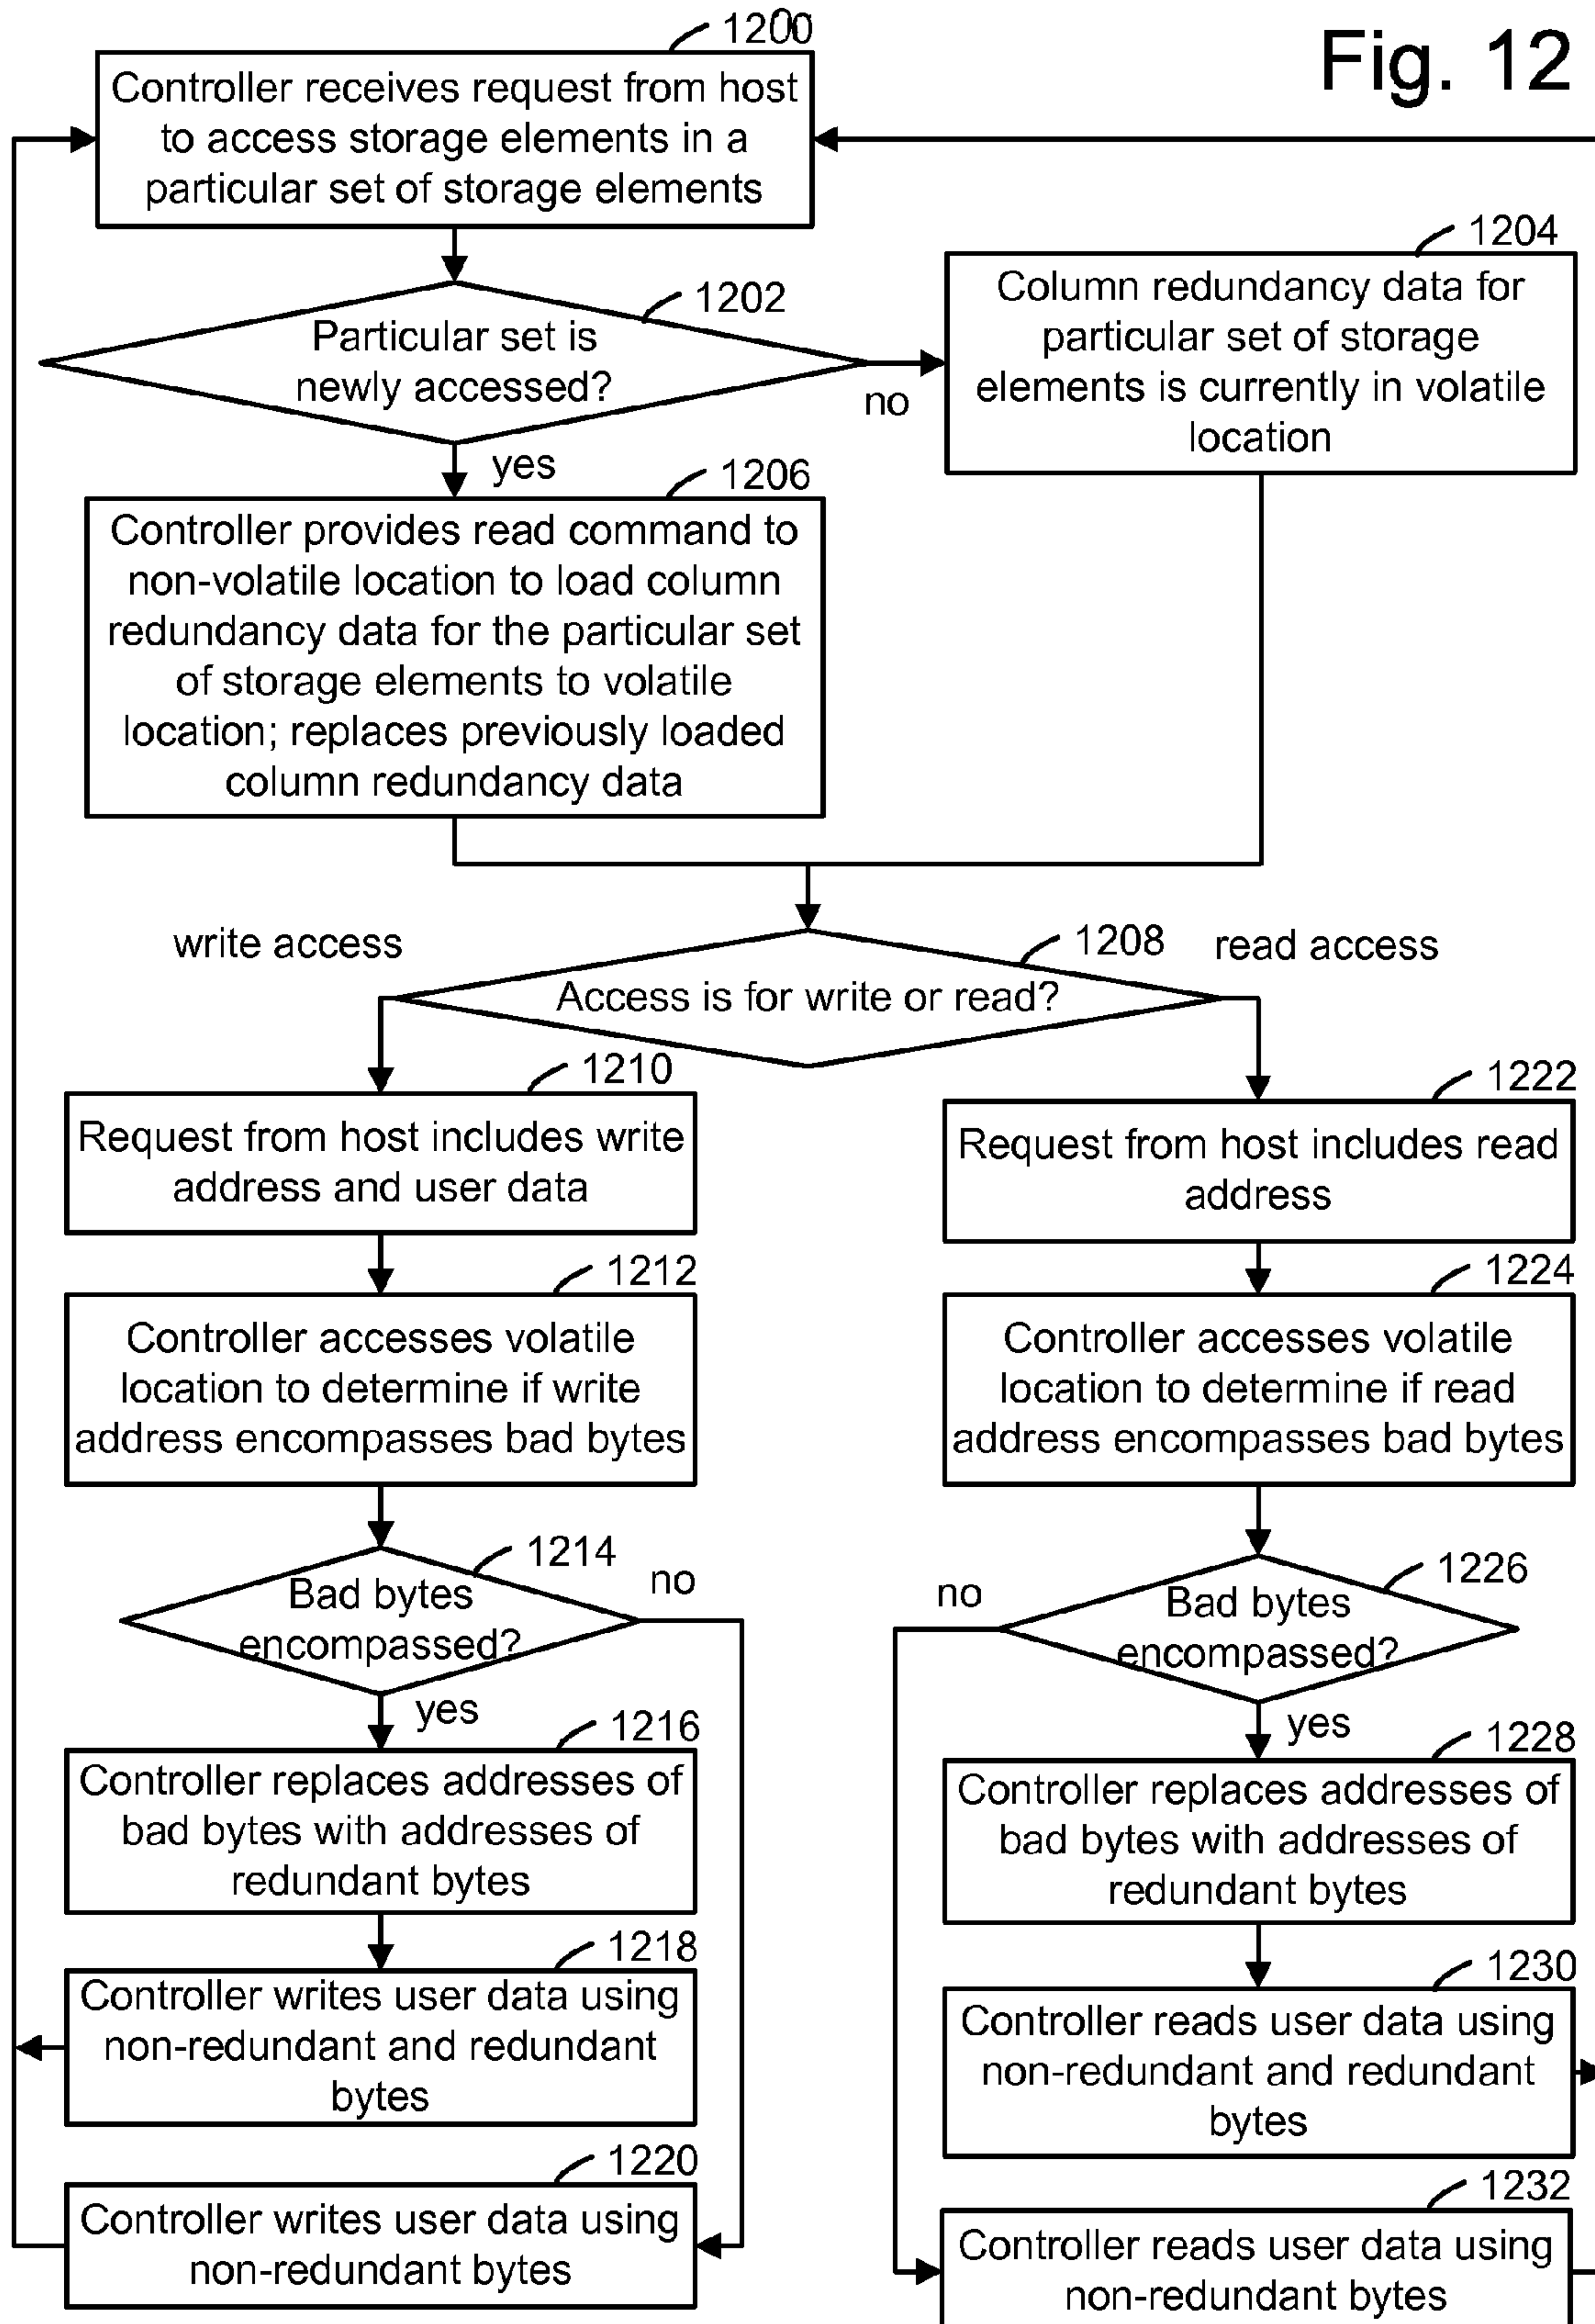 Fig. 12
1200
Controller receives request from host
to access storage elements in a
particular set of storage elements
1202
Particular set is
newly accessed?
no
yes
1204
Column redundancy data for
particular set of storage
elements is currently in volatile
location
1206
Controller provides read command to
non-volatile location to load column
redundancy data for the particular set
of storage elements to volatile
location; replaces previously loaded
column redundancy data
write access
1208
read access
Access is for write or read?
1210
Request from host includes write
address and user data
1212
Controller accesses volatile
location to determine if write
address encompasses bad bytes
1214
Bad bytes
encompassed?
no
yes
1216
Controller replaces addresses of
bad bytes with addresses of
redundant bytes
1218
Controller writes user data using
non-redundant and redundant
bytes
1220
Controller writes user data using
non-redundant bytes
1222
Request from host includes read
address
1224
Controller accesses volatile
location to determine if read
address encompasses bad bytes
1226
Bad bytes
encompassed?
no
yes
1228
Controller replaces addresses of
bad bytes with addresses of
redundant bytes
1230
Controller reads user data using
non-redundant and redundant
bytes
1232
Controller reads user data using
non-redundant bytes